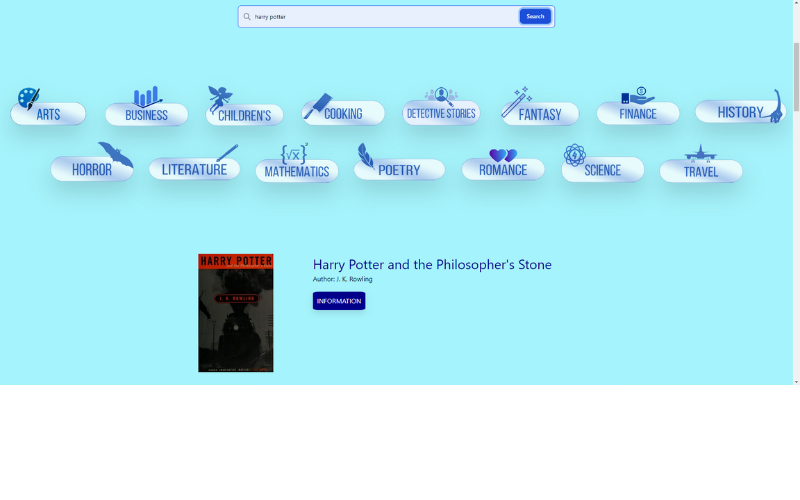 harry potter
Search
ARTS
BUSINESS
CHILDREN'S
COOKING
DETECTIVE STORIES
FANTASY
FINANCE
HISTORY
HORROR
LITERATURE
{√x}²
MATHEMATICS
POETRY
ROMANCE
SCIENCE
TRAVEL
HARRY POTTER
J. K. ROWLING
Harry Potter and the Philosopher's Stone
Author: J. K. Rowling
INFORMATION